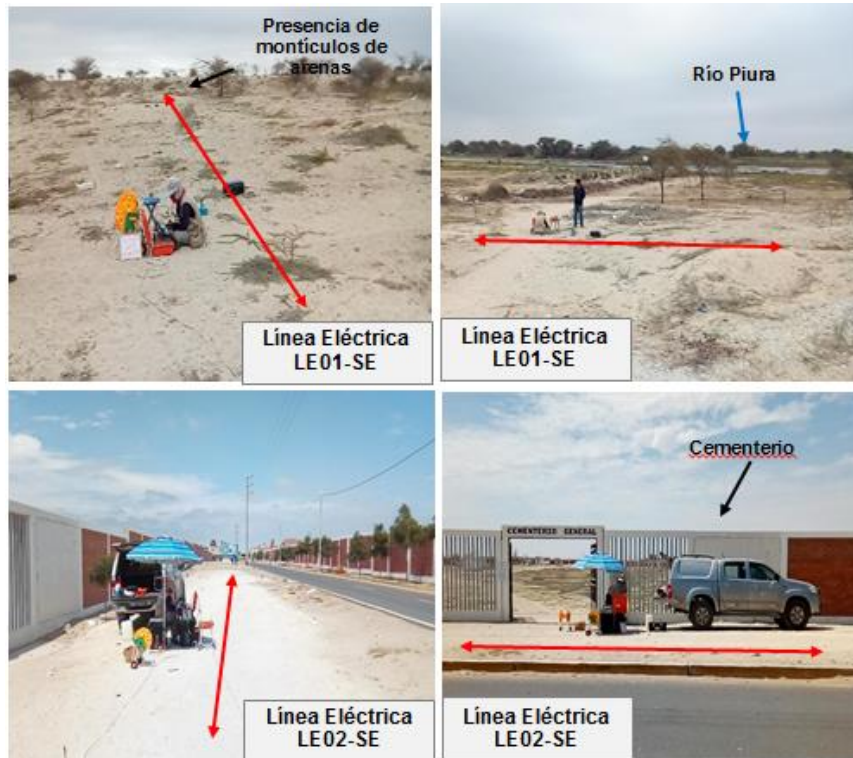 Presencia de
montículos de
arenas
Línea Eléctrica
LE01-SE
Río Piura
Línea Eléctrica
LE01-SE
Línea Eléctrica
LE02-SE
Cementerio
CEMENTERIO GENERAL
Línea Eléctrica
LE02-SE